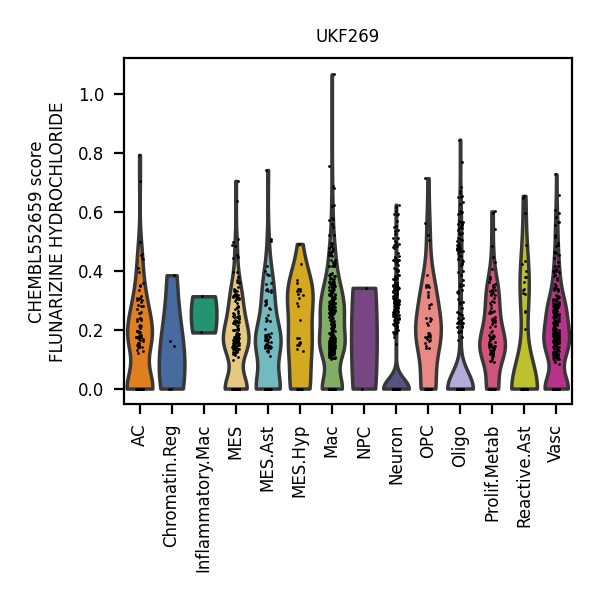 UKF269
CHEMBL552659 score
FLUNARIZINE HYDROCHLORIDE
1.0
0.8
0.6
0.4
0.2
0.0
AC
Chromatin.Reg
Inflammatory.Mac
MES
MES.Ast
MES.Hyp
Mac
NPC
Neuron
OPC
Oligo
Prolif.Metab
Reactive.Ast
Vasc